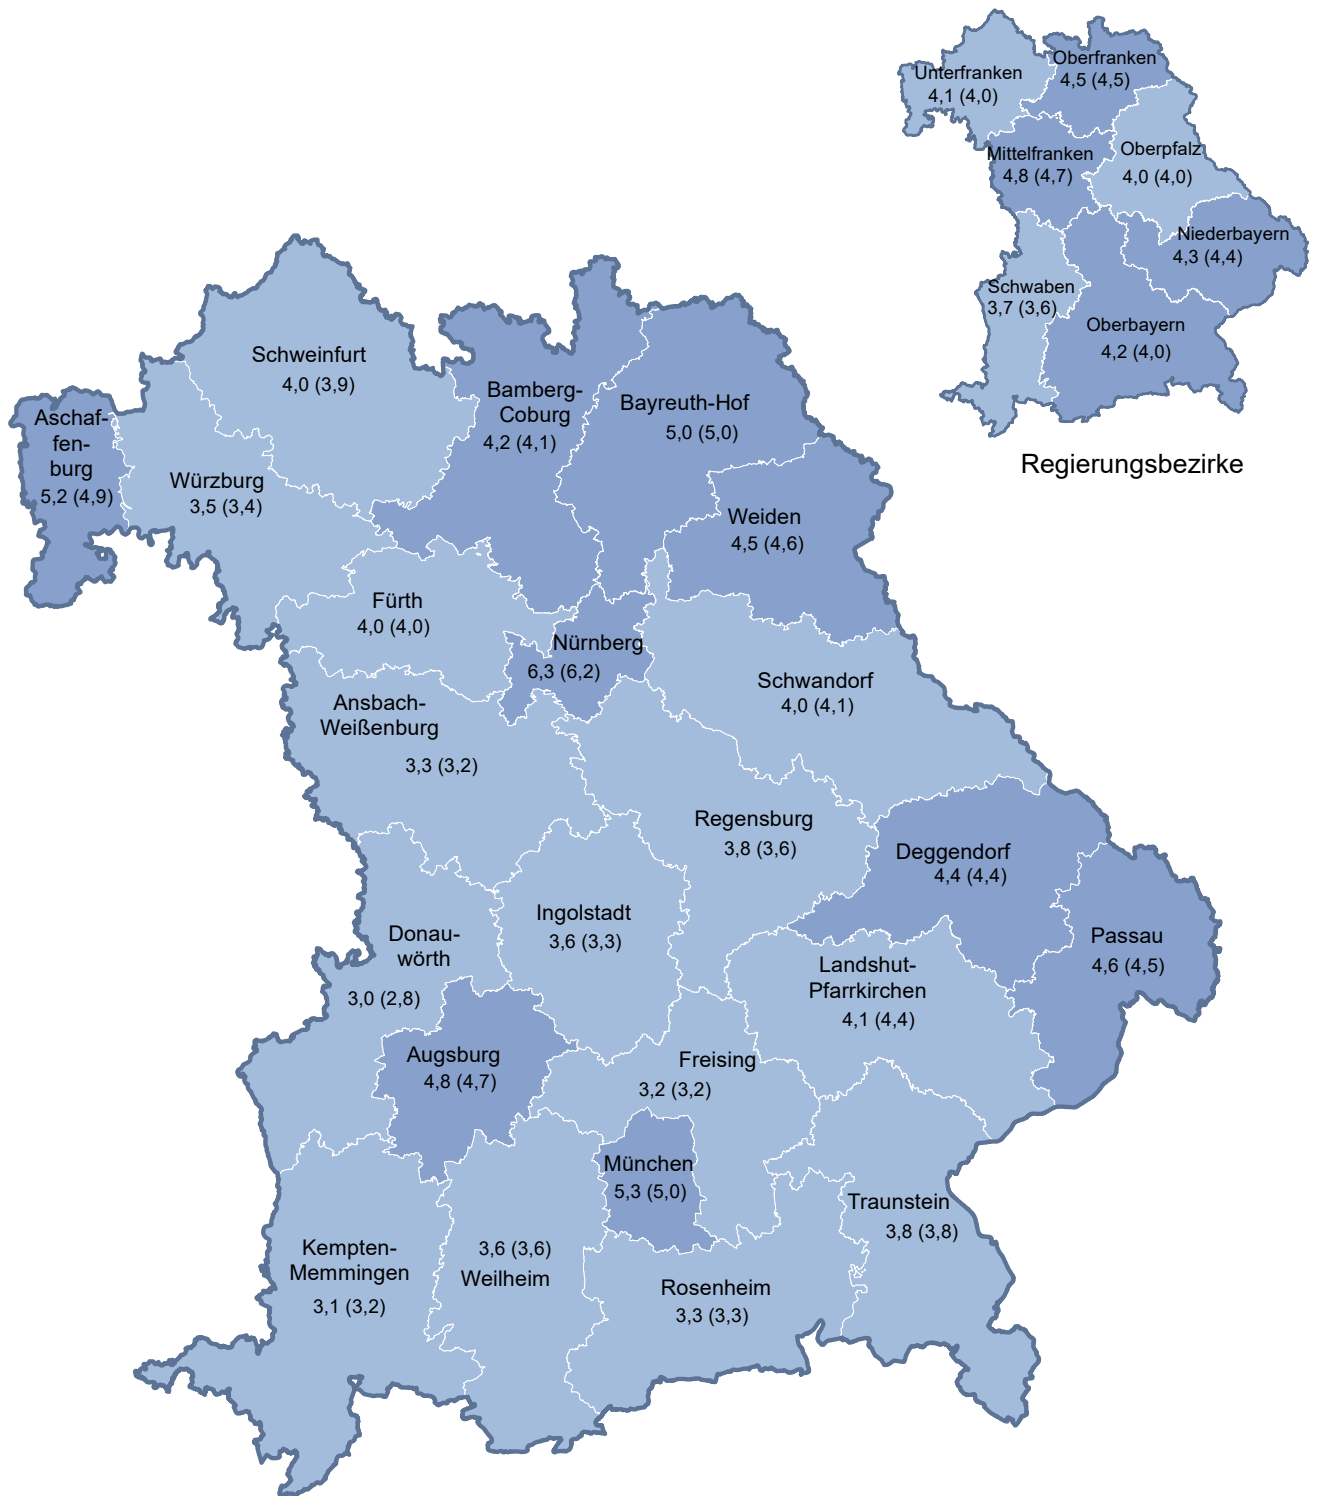 Unterfranken
4,1 (4,0)
Oberfranken
4,5 (4,5)
Mittelfranken
4,8 (4,7)
Oberpfalz
4,0 (4,0)
Niederbayern
4,3 (4,4)
Schwaben
3,7 (3,6)
Oberbayern
4,2 (4,0)
Regierungsbezirke
Schweinfurt
4,0 (3,9)
Bamberg-
Coburg
4,2 (4,1)
Bayreuth-Hof
5,0 (5,0)
Aschaf-
fen-
burg
5,2 (4,9)
Würzburg
3,5 (3,4)
Weiden
4,5 (4,6)
Fürth
4,0 (4,0)
Nürnberg
6,3 (6,2)
Schwandorf
4,0 (4,1)
Ansbach-
Weißenburg
3,3 (3,2)
Regensburg
3,8 (3,6)
Deggendorf
4,4 (4,4)
Ingolstadt
3,6 (3,3)
Donau-
wörth
3,0 (2,8)
Passau
4,6 (4,5)
Landshut-
Pfarrkirchen
4,1 (4,4)
Augsburg
4,8 (4,7)
Freising
3,2 (3,2)
München
5,3 (5,0)
Traunstein
3,8 (3,8)
Kempten-
Memmingen
3,1 (3,2)
3,6 (3,6)
Weilheim
Rosenheim
3,3 (3,3)